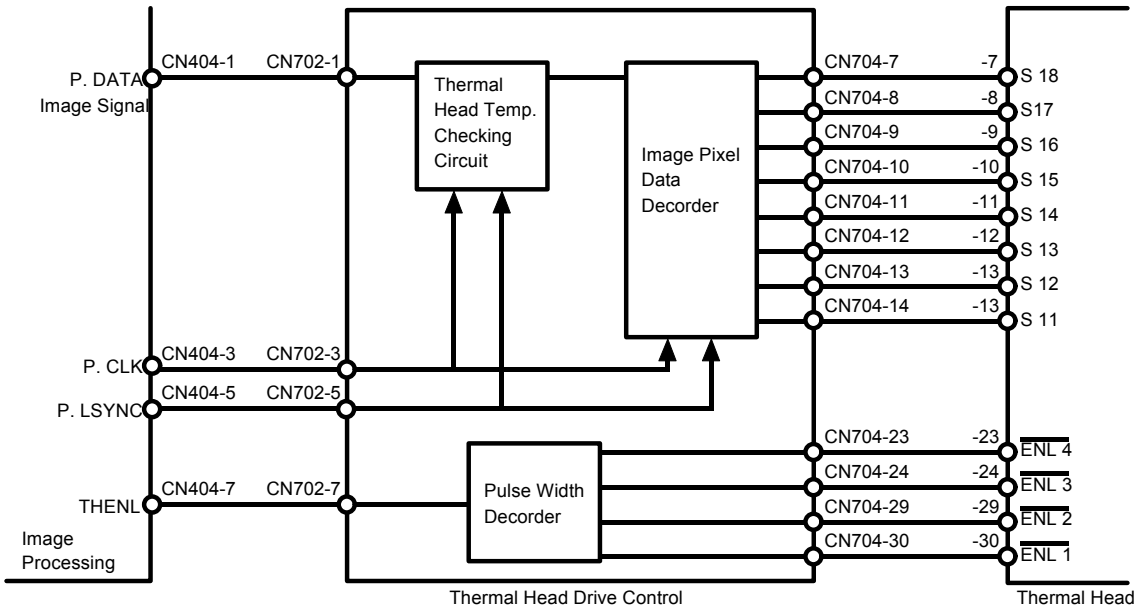 P. DATA
Image Signal
CN404-1
CN702-1
Thermal
Head Temp.
Checking
Circuit
Image Pixel
Data
Decorder
CN704-7
-7
S 18
CN704-8
-8
S17
CN704-9
-9
S 16
CN704-10
-10
S 15
CN704-11
-11
S 14
CN704-12
-12
S 13
CN704-13
-13
S 12
CN704-14
-13
S 11
P. CLK
CN404-3
CN702-3
P. LSYNC
CN404-5
CN702-5
THENL
CN404-7
CN702-7
Pulse Width
Decorder
CN704-23
-23
ENL 4
CN704-24
-24
ENL 3
CN704-29
-29
ENL 2
CN704-30
-30
ENL 1
Image
Processing
Thermal Head Drive Control
Thermal Head